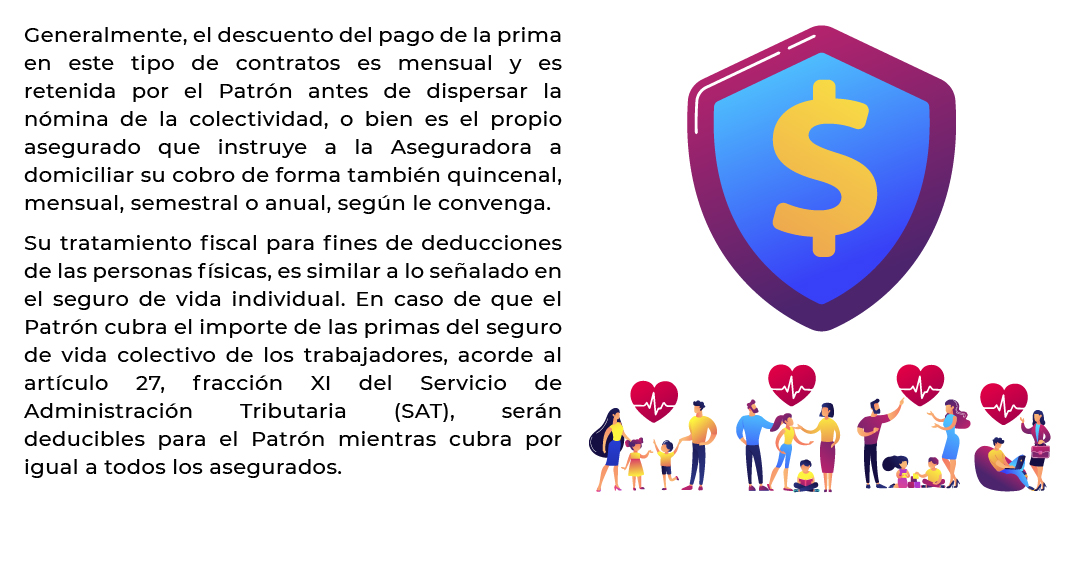 Generalmente, el descuento del pago de la prima
en este tipo de contratos es mensual y es
retenida por el Patrón antes de dispersar la
nómina de la colectividad, o bien es el propio
asegurado que instruye a la Aseguradora a
domiciliar su cobro de forma también quincenal,
mensual, semestral o anual, según le convenga.
Su tratamiento fiscal para fines de deducciones
de las personas físicas, es similar a lo señalado en
el seguro de vida individual. En caso de que el
Patrón cubra el importe de las primas del seguro
de vida colectivo de los trabajadores, acorde al
artículo 27, fracción XI del Servicio de
Administración Tributaria (SAT), serán
deducibles para el Patrón mientras cubra por
igual a todos los asegurados.
$